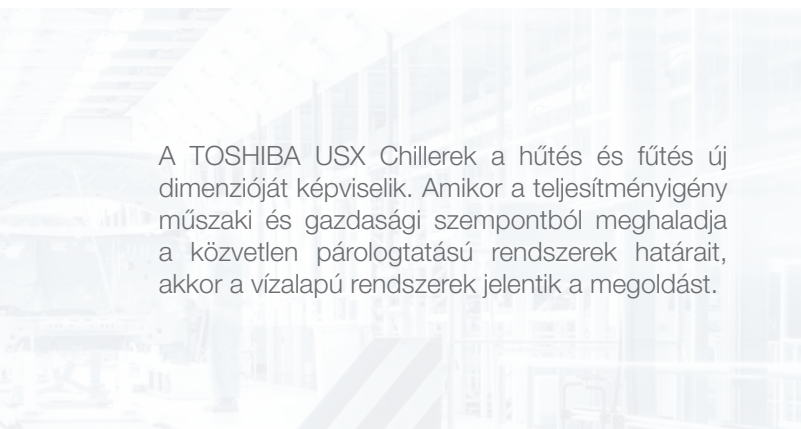 A TOSHIBA USX Chillerek a hűtés és fűtés új
dimenzióját képviselik. Amikor a teljesítményigény
műszaki és gazdasági szempontból meghaladja
a közvetlen párologtatású rendszerek határait,
akkor a vízalapú rendszerek jelentik a megoldást.